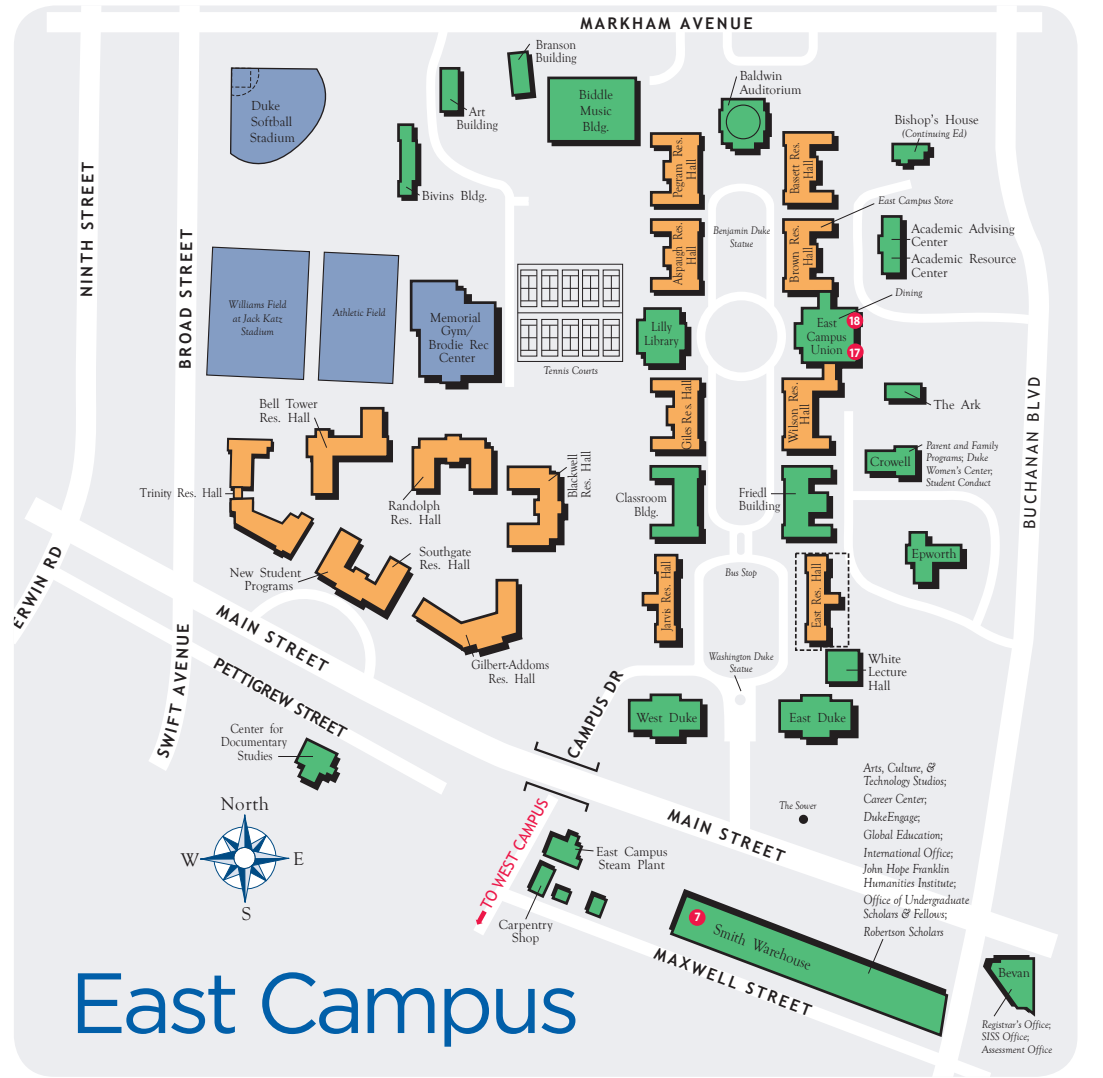 MARKHAM AVENUE
Branson
Building
Baldwin
Auditorium
Duke
Softball
Stadium
Art
Building
Biddle
Music
Bldg.
Bishop's House
(Continuing Ed)
Bivins Bldg.
Pegram Res.
Hall
Bassett Res.
Hall
NINTH STREET
BROAD STREET
East Campus Store
Benjamin Duke
Statue
Alspaugh Res.
Hall
Brown Res.
Hall
Academic Advising
Center
Academic Resource
Center
Dining
Williams Field
at Jack Katz
Stadium
Athletic Field
Memorial
Gym/
Brodie Rec
Center
Tennis Courts
Lilly
Library
East
Campus
Union
18
17
Bell Tower
Res. Hall
Giles Res. Hall
Wilson Res.
Hall
The Ark
BUCHANAN BLVD
Parent and Family
Programs; Duke
Women's Center;
Student Conduct
Crowell
Trinity Res. Hall
Randolph
Res. Hall
Blackwell
Res. Hall
Classroom
Bldg.
Friedl
Building
New Student
Programs
Southgate
Res. Hall
Epworth
Bus Stop
Jarvis Res. Hall
East Res. Hall
ERWIN RD
MAIN STREET
Gilbert-Addoms
Res. Hall
Washington Duke
Statue
White
Lecture
Hall
SWIFT AVENUE
PETTIGREW STREET
CAMPUS DR
West Duke
East Duke
Center for
Documentary
Studies
Arts, Culture, &
Technology Studios;
Career Center;
DukeEngage;
Global Education;
International Office;
John Hope Franklin
Humanities Institute;
Office of Undergraduate
Scholars & Fellows;
Robertson Scholars
The Sower
MAIN STREET
North
W
E
S
TO WEST CAMPUS
East Campus
Steam Plant
Carpentry
Shop
7
Smith Warehouse
MAXWELL STREET
Bevan
Registrar's Office;
SISS Office;
Assessment Office
East Campus